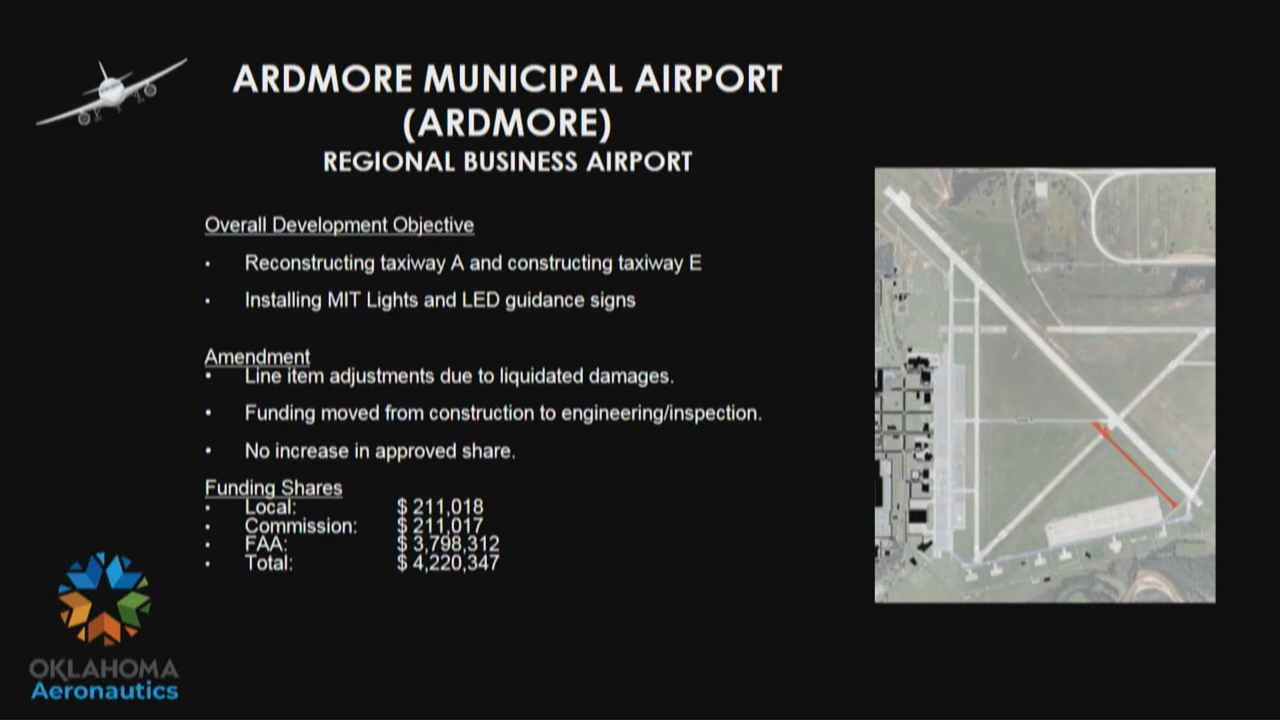 ARDMORE MUNICIPAL AIRPORT
(ARDMORE)
REGIONAL BUSINESS AIRPORT
Overall Development Objective
• Reconstructing taxiway A and constructing taxiway E
• Installing MIT Lights and LED guidance signs
Amendment
• Line item adjustments due to liquidated damages.
• Funding moved from construction to engineering/inspection.
• No increase in approved share.
Funding Shares
• Local: $ 211,018
• Commission: $ 211,017
• FAA: $ 3,798,312
• Total: $ 4,220,347
OKLAHOMA
Aeronautics